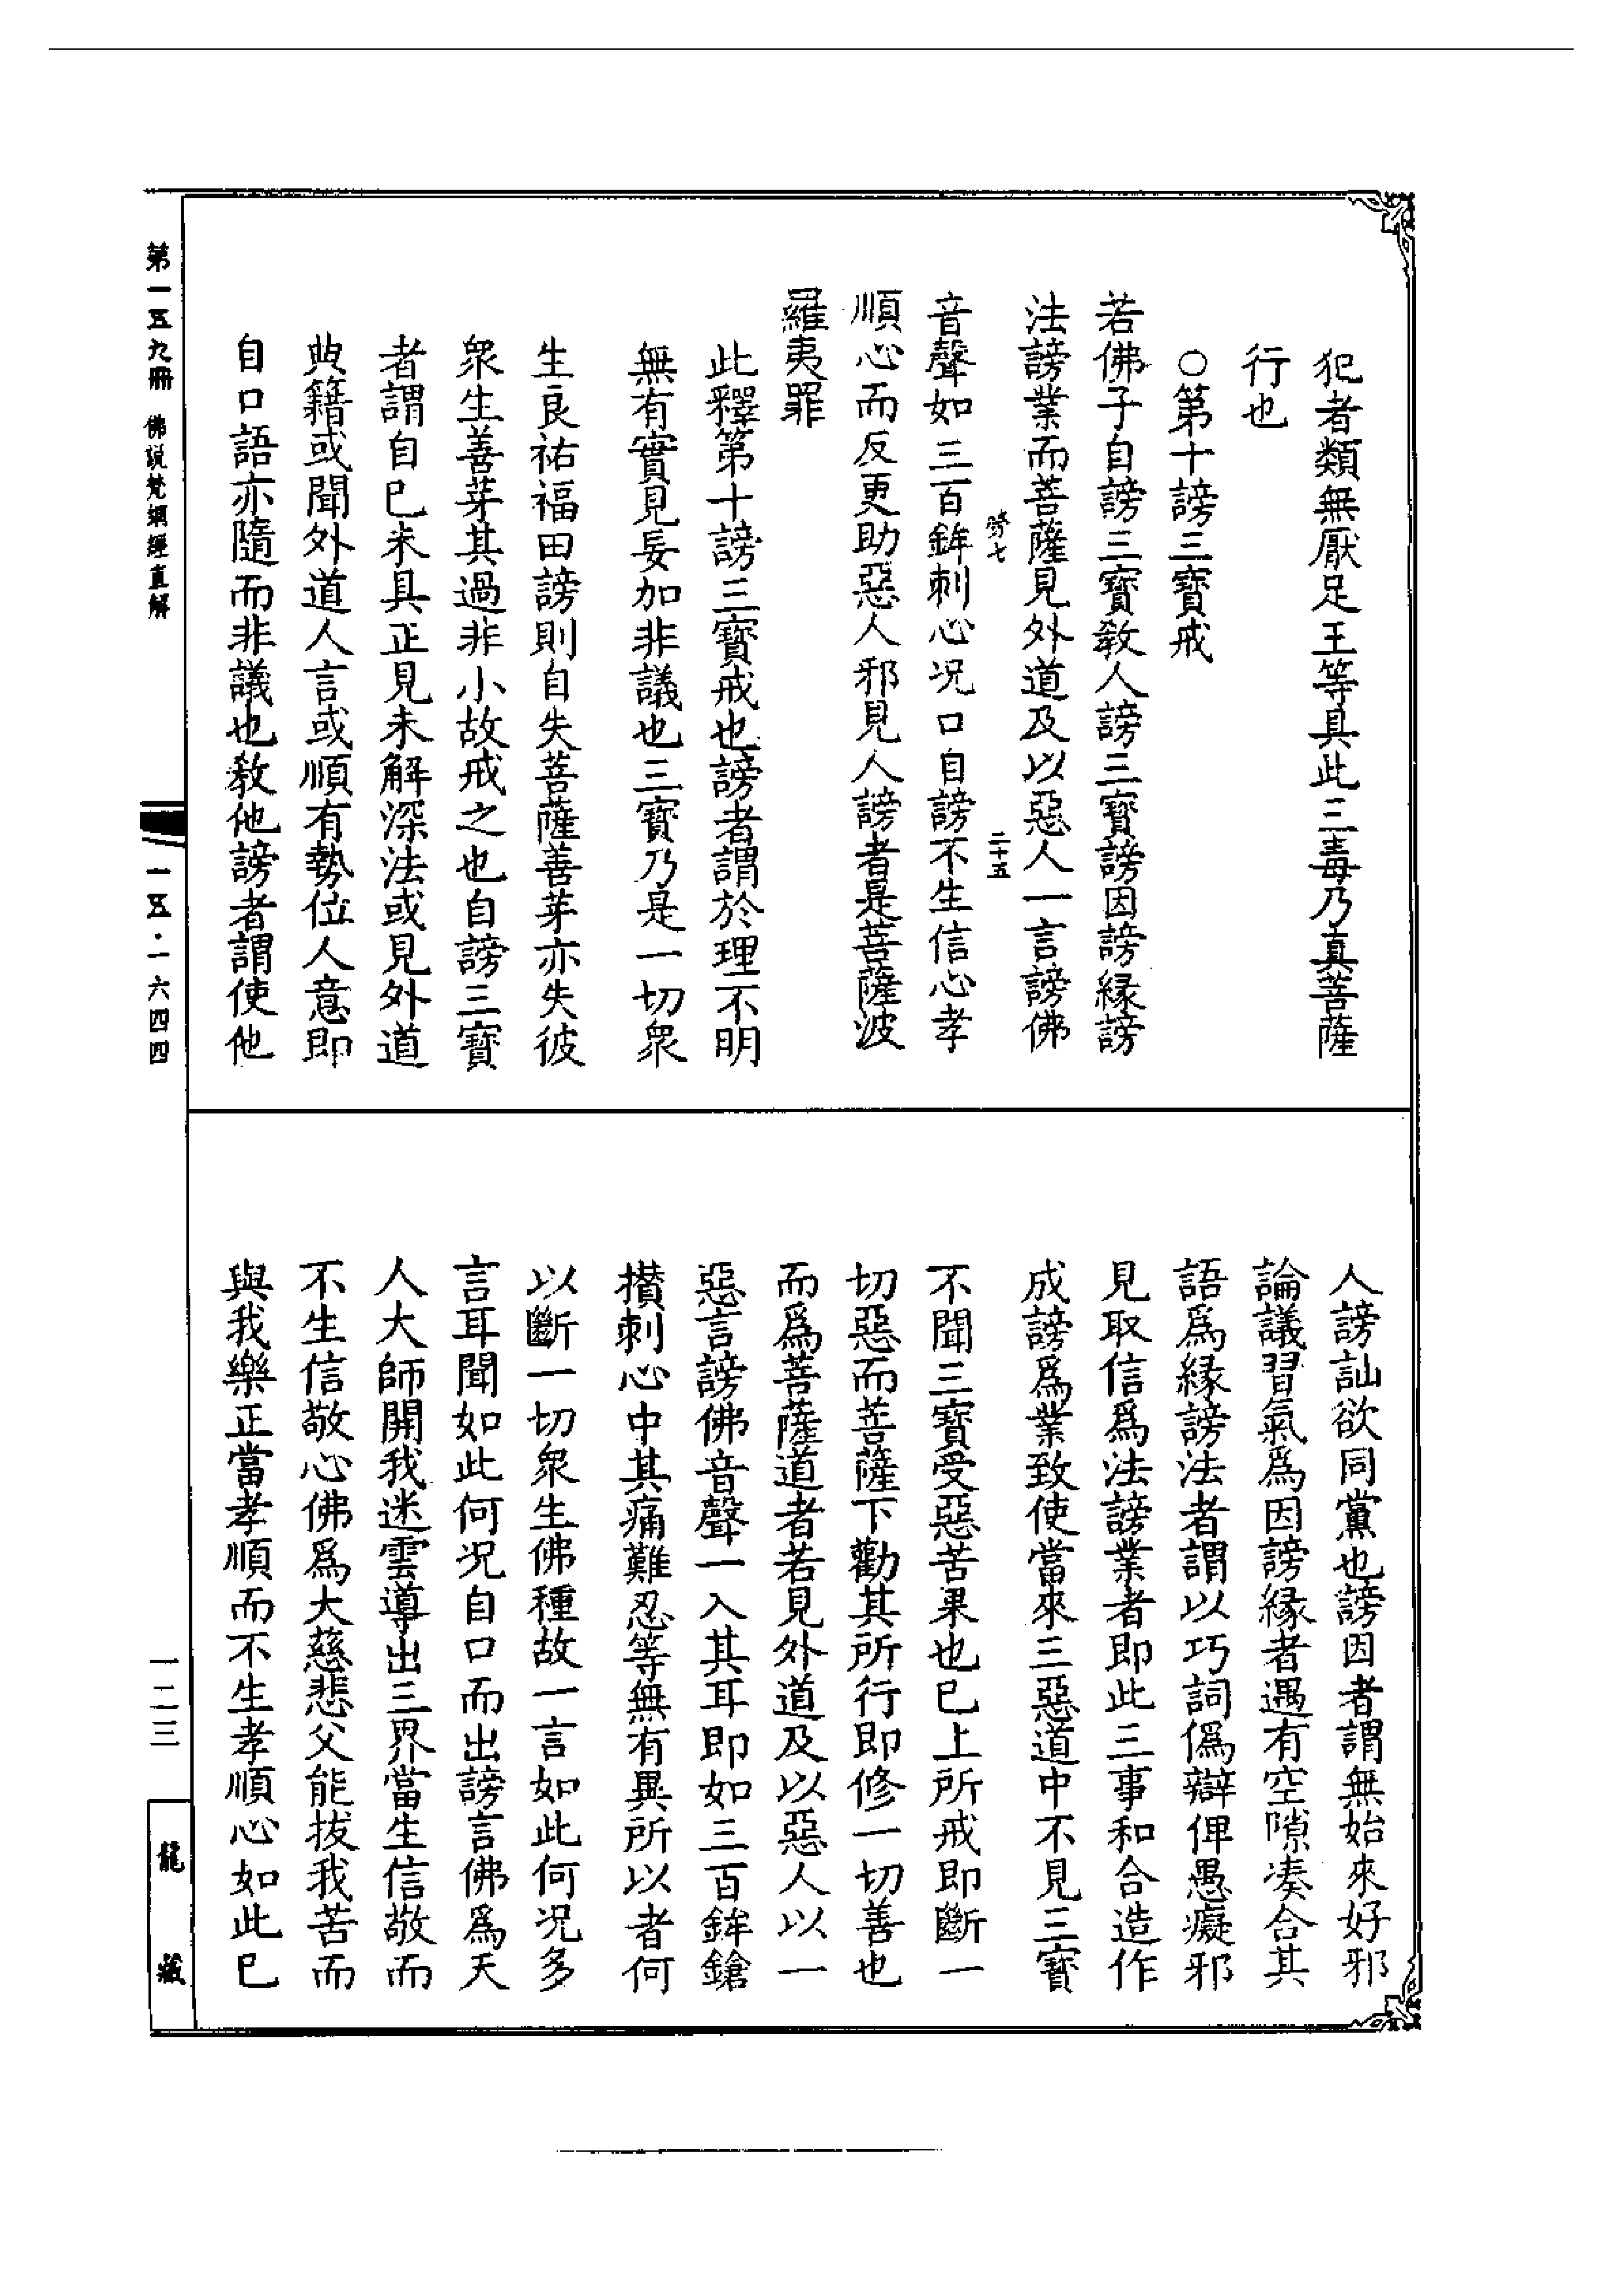 犯者類無厭足王等具此三毒乃真菩薩
行也
○第十謗三寶戒
若佛子自謗三寶教人謗三寶謗因謗緣謗
法謗業而菩薩見外道及以惡人一言謗佛
二十五
音聲如三百鉾刺心況口自謗不生信心孝
順心而反更助惡人邪見人謗者是菩薩波
羅夷罪
此釋第十謗三寶戒也謗者謂於理不明
無有實見妄加非議也三寶乃是一切眾
生良祐福田謗則自失菩薩善芽亦失彼
眾生善芽其過非小故戒之也自謗三寶
者謂自巳未具正見未解深法或見外道
典籍或聞外道人言或順有勢位人意即
自口語亦隨而非議也教他謗者謂使他
人謗訕欲同黨也謗因者謂無始來好邪
論議習氣為因謗緣者遇有空隙湊合其
語為緣謗法者謂以巧詞偽辯俾愚癡邪
見取信為法謗業者即此三事和合造作
成謗為業致使當來三惡道中不見三寶
不聞三寶受惡苦果也巳上所戒即斷一
切惡而菩薩下勸其所行即修一切善也
而為菩薩道者若見外道及以惡人以一
惡言謗佛音聲一入其耳即如三百鉾鎗
攢刺心中其痛難忍等無有異所以者何
以斷一切眾生佛種故一言如此何況多
言耳聞如此何況自口而出謗言佛為天
人大師開我迷雲導出三界當生信敬而
不生信敬心佛為大慈悲父能拔我苦而
與我樂正當孝順而不生孝順心如此巳
第一五九冊 佛說梵網經直解
一五·一六四四
一二三
龍藏